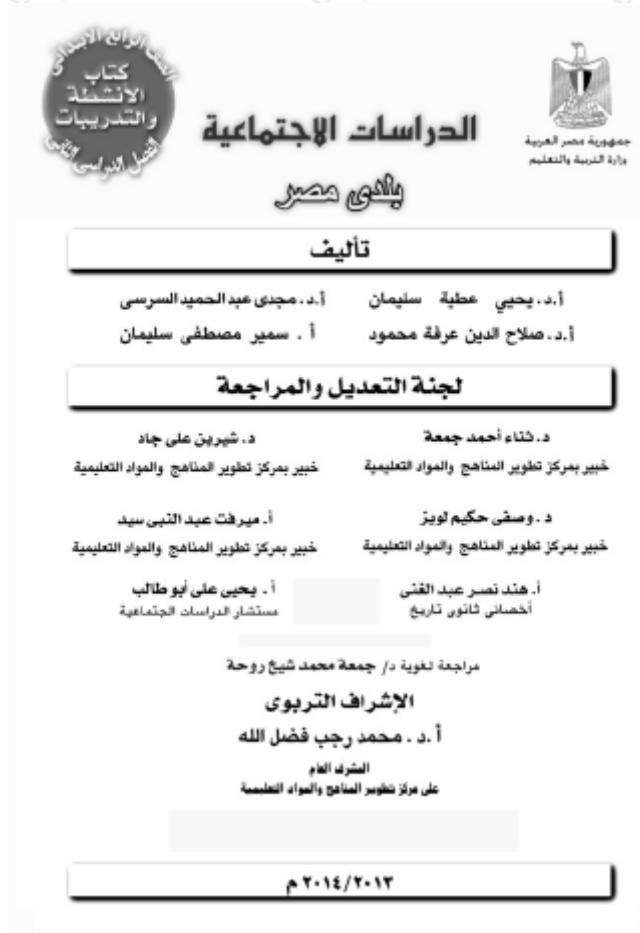 الصف الرابع الابتدائى
كتاب
الأنشطة
والتدريبات
الفصل الدراسى الثانى
جمهورية مصر العربية
وزارة التربية والتعليم
الدراسات الاجتماعية
بلدى مصر
تأليف
أ.د. يحيي عطية سليمان أ.د. مجدى عبد الحميد السرسى
أ.د. صلاح الدين عرفة محمود أ . سمير مصطفى سليمان
لجنة التعديل والمراجعة
د. ثناء أحمد جمعة د. شيرين على جاد
خبير بمركز تطوير المناهج والمواد التعليمية خبير بمركز تطوير المناهج والمواد التعليمية
د . وصفى حكيم لويز أ. ميرفت عبد النبى سيد
خبير بمركز تطوير المناهج والمواد التعليمية خبير بمركز تطوير المناهج والمواد التعليمية
أ. هند نصر عبد الغنى أ. يحيى على أبو طالب
أخصائى ثانوى تاريخ مستشار الدراسات الجتماعية
مراجعة لغوية د/ جمعة محمد شيخ روحة
الإشراف التربوى
أ .د . محمد رجب فضل الله
المشرف العام
على مركز تطوير المناهج والمواد التعليمية
٢٠١٤/٢٠١٣ م